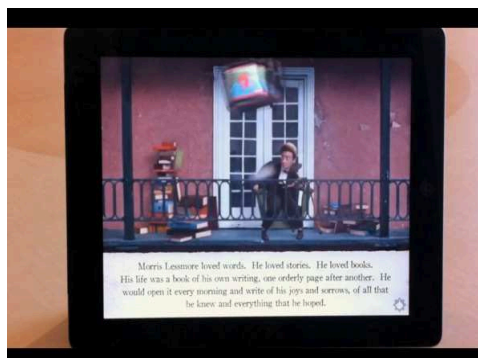 Morris Lessmore loved words. He loved stories. He loved books.
His life was a book of his own writing, one orderly page after another. He
would open it every morning and write of his joys and sorrows, of all that
he knew and everything that he hoped.